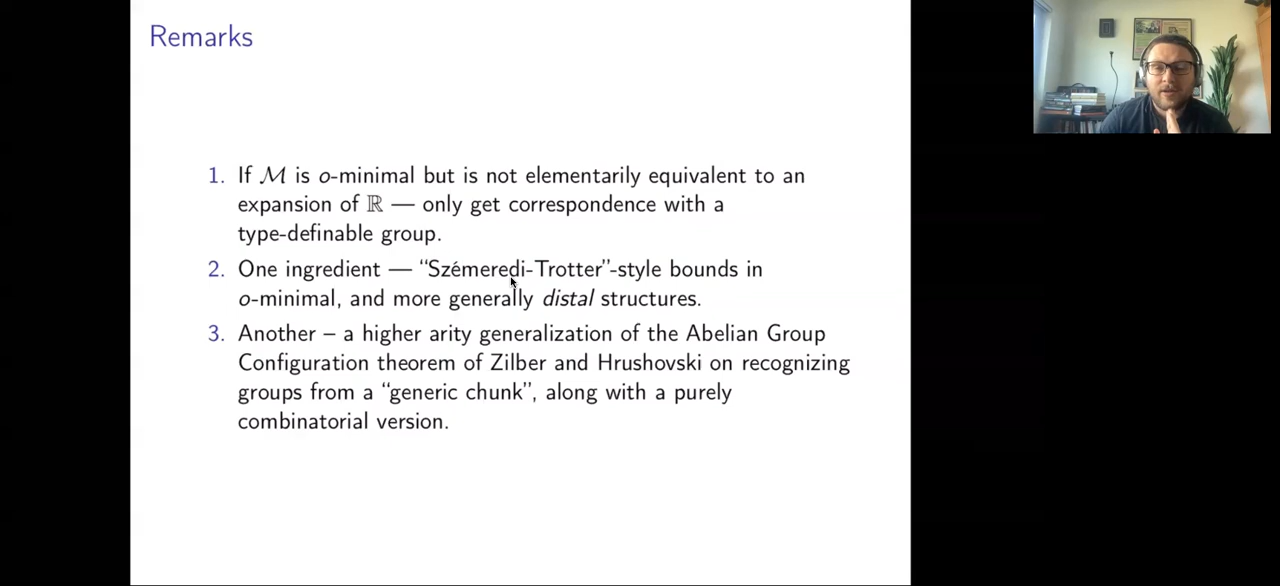 Remarks
1. If ℳ is o-minimal but is not elementarily equivalent to an
expansion of ℝ — only get correspondence with a
type-definable group.
2. One ingredient — “Szémeredi-Trotter”-style bounds in
o-minimal, and more generally distal structures.
3. Another – a higher arity generalization of the Abelian Group
Configuration theorem of Zilber and Hrushovski on recognizing
groups from a “generic chunk”, along with a purely
combinatorial version.